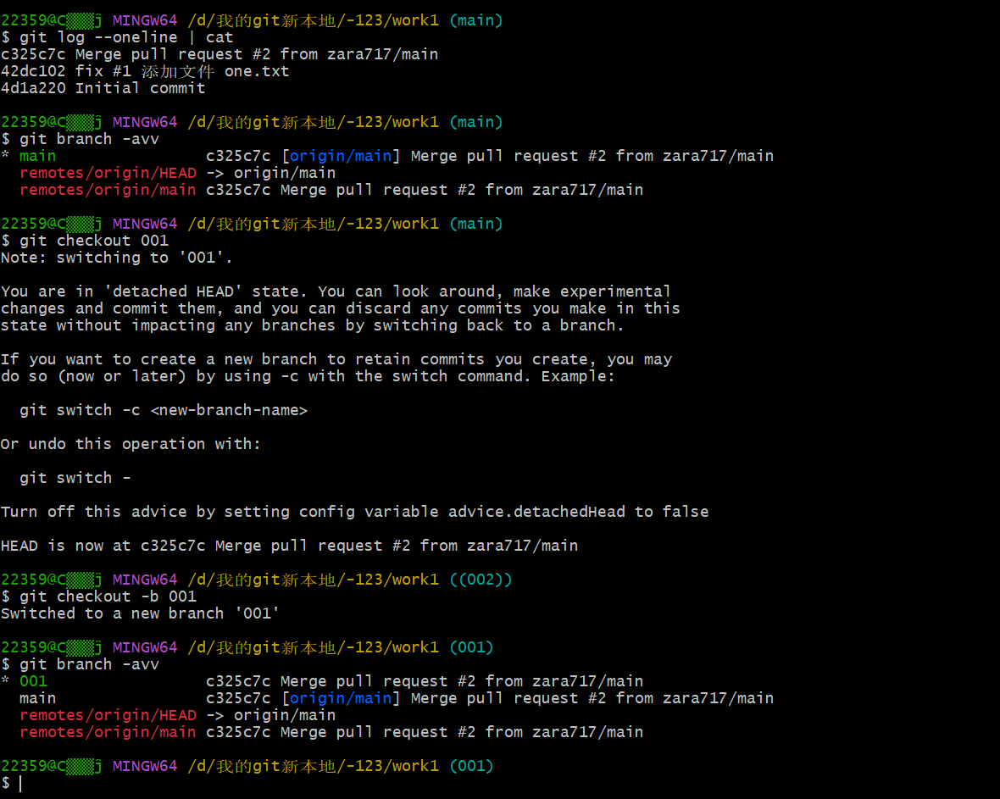 22359@C▒▒▒ĵ MINGW64 /d/我的git新本地/-123/work1 (main)
$ git log --oneline | cat
c325c7c Merge pull request #2 from zara717/main
42dc102 fix #1 添加文件 one.txt
4d1a220 Initial commit
22359@C▒▒▒ĵ MINGW64 /d/我的git新本地/-123/work1 (main)
$ git branch -avv
* main c325c7c [origin/main] Merge pull request #2 from zara717/main
remotes/origin/HEAD -> origin/main
remotes/origin/main c325c7c Merge pull request #2 from zara717/main
22359@C▒▒▒ĵ MINGW64 /d/我的git新本地/-123/work1 (main)
$ git checkout 001
Note: switching to '001'.
You are in 'detached HEAD' state. You can look around, make experimental
changes and commit them, and you can discard any commits you make in this
state without impacting any branches by switching back to a branch.
If you want to create a new branch to retain commits you create, you may
do so (now or later) by using -c with the switch command. Example:
git switch -c <new-branch-name>
Or undo this operation with:
git switch -
Turn off this advice by setting config variable advice.detachedHead to false
HEAD is now at c325c7c Merge pull request #2 from zara717/main
22359@C▒▒▒ĵ MINGW64 /d/我的git新本地/-123/work1 ((002))
$ git checkout -b 001
Switched to a new branch '001'
22359@C▒▒▒ĵ MINGW64 /d/我的git新本地/-123/work1 (001)
$ git branch -avv
* 001 c325c7c Merge pull request #2 from zara717/main
main c325c7c [origin/main] Merge pull request #2 from zara717/main
remotes/origin/HEAD -> origin/main
remotes/origin/main c325c7c Merge pull request #2 from zara717/main
22359@C▒▒▒ĵ MINGW64 /d/我的git新本地/-123/work1 (001)
$